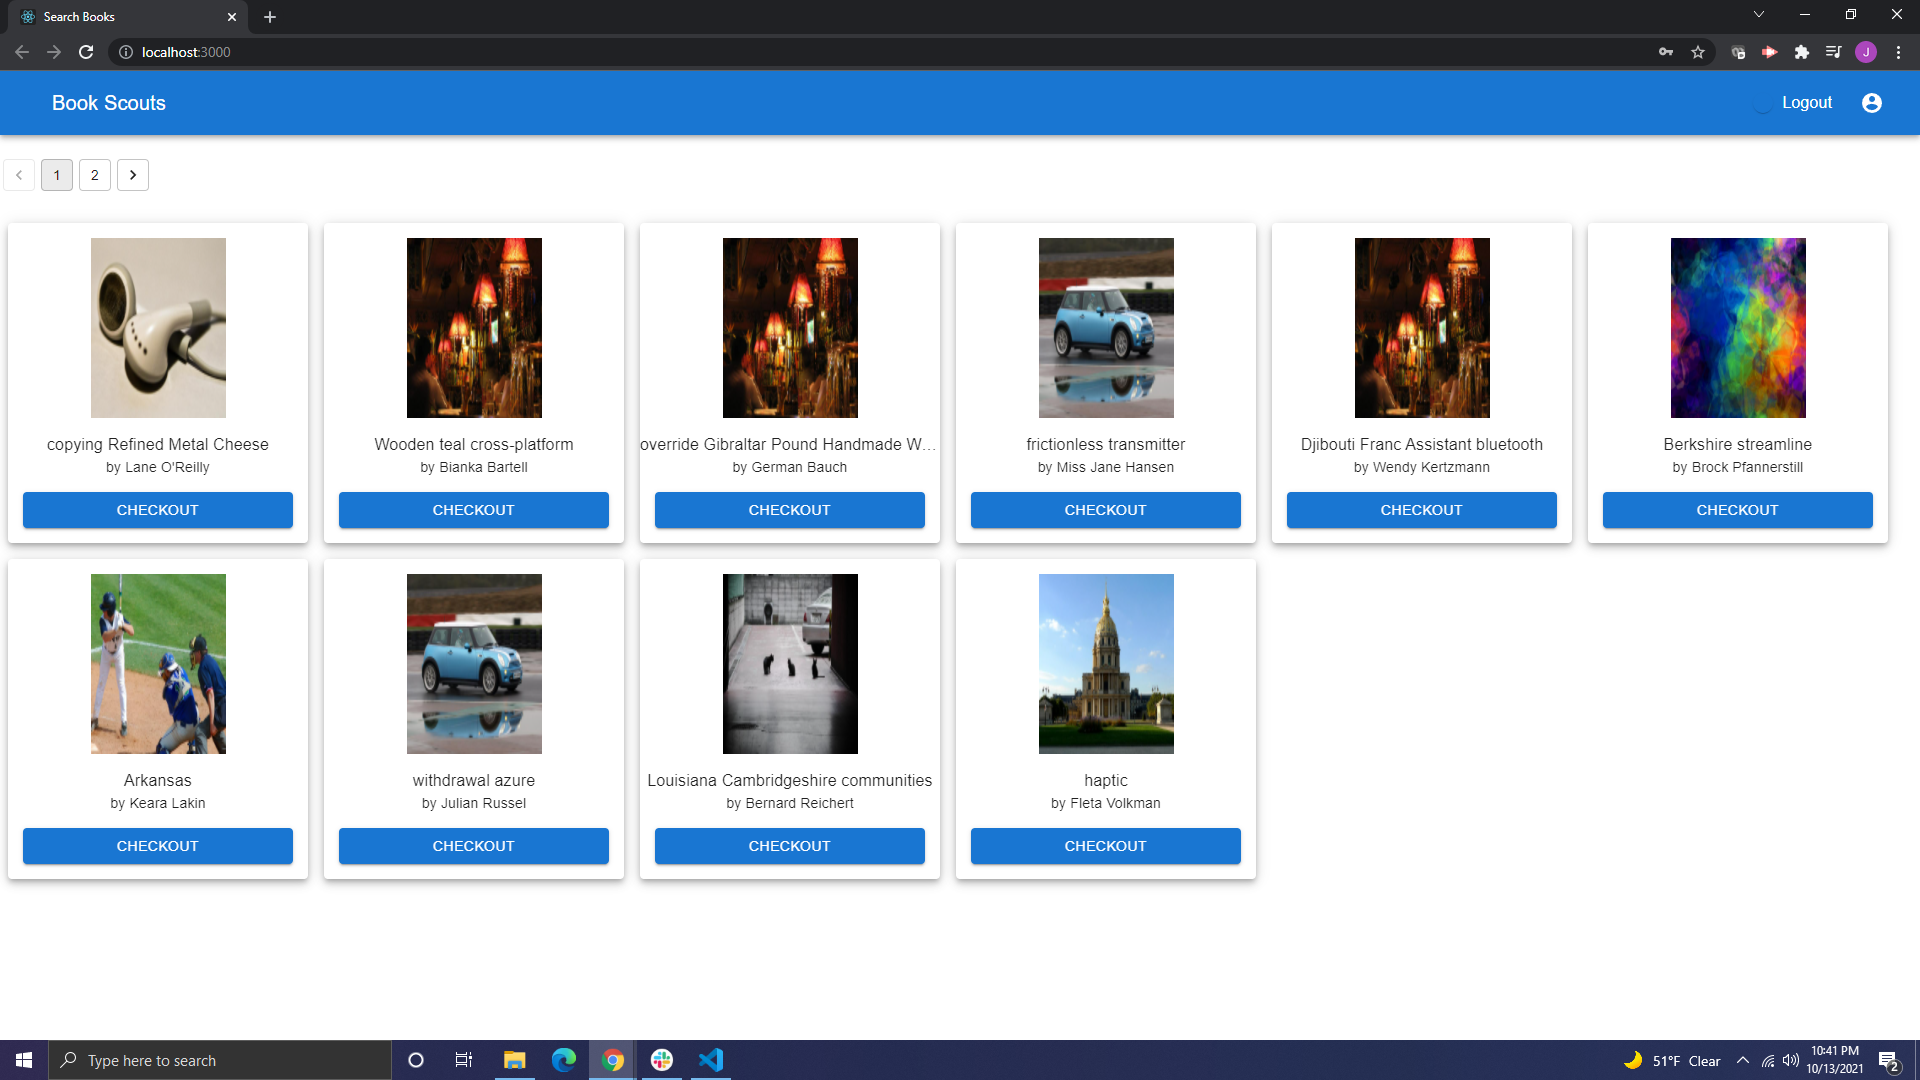 Search Books
localhost:3000
J
Book Scouts
Logout
1 2
copying Refined Metal Cheese
by Lane O'Reilly
CHECKOUT
Wooden teal cross-platform
by Bianka Bartell
CHECKOUT
override Gibraltar Pound Handmade W...
by German Bauch
CHECKOUT
frictionless transmitter
by Miss Jane Hansen
CHECKOUT
Djibouti Franc Assistant bluetooth
by Wendy Kertzmann
CHECKOUT
Berkshire streamline
by Brock Pfannerstill
CHECKOUT
Arkansas
by Keara Lakin
CHECKOUT
withdrawal azure
by Julian Russel
CHECKOUT
Louisiana Cambridgeshire communities
by Bernard Reichert
CHECKOUT
haptic
by Fleta Volkman
CHECKOUT
Type here to search
51°F Clear
10:41 PM
10/13/2021
2